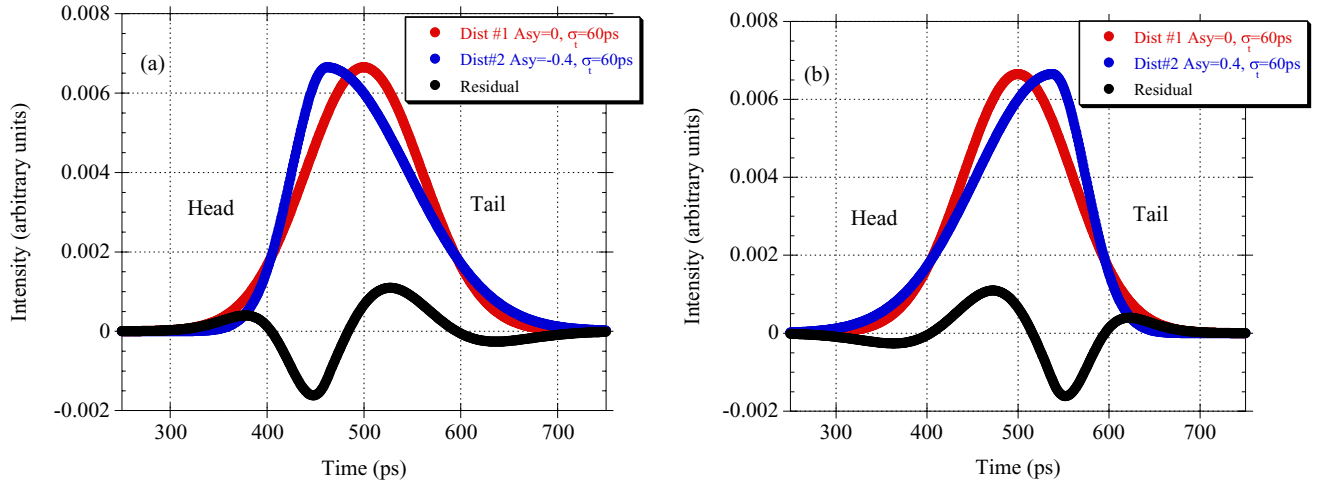 0.008
0.006
0.004
0.002
0
-0.002
Intensity (arbitrary units)
(a)
Dist #1 Asy=0, σt=60ps
Dist#2 Asy=-0.4, σt=60ps
Residual
Head
Tail
300 400 500 600 700
Time (ps)
0.008
0.006
0.004
0.002
0
-0.002
Intensity (arbitrary units)
(b)
Dist #1 Asy=0, σt=60ps
Dist#2 Asy=0.4, σt=60ps
Residual
Head
Tail
300 400 500 600 700
Time (ps)